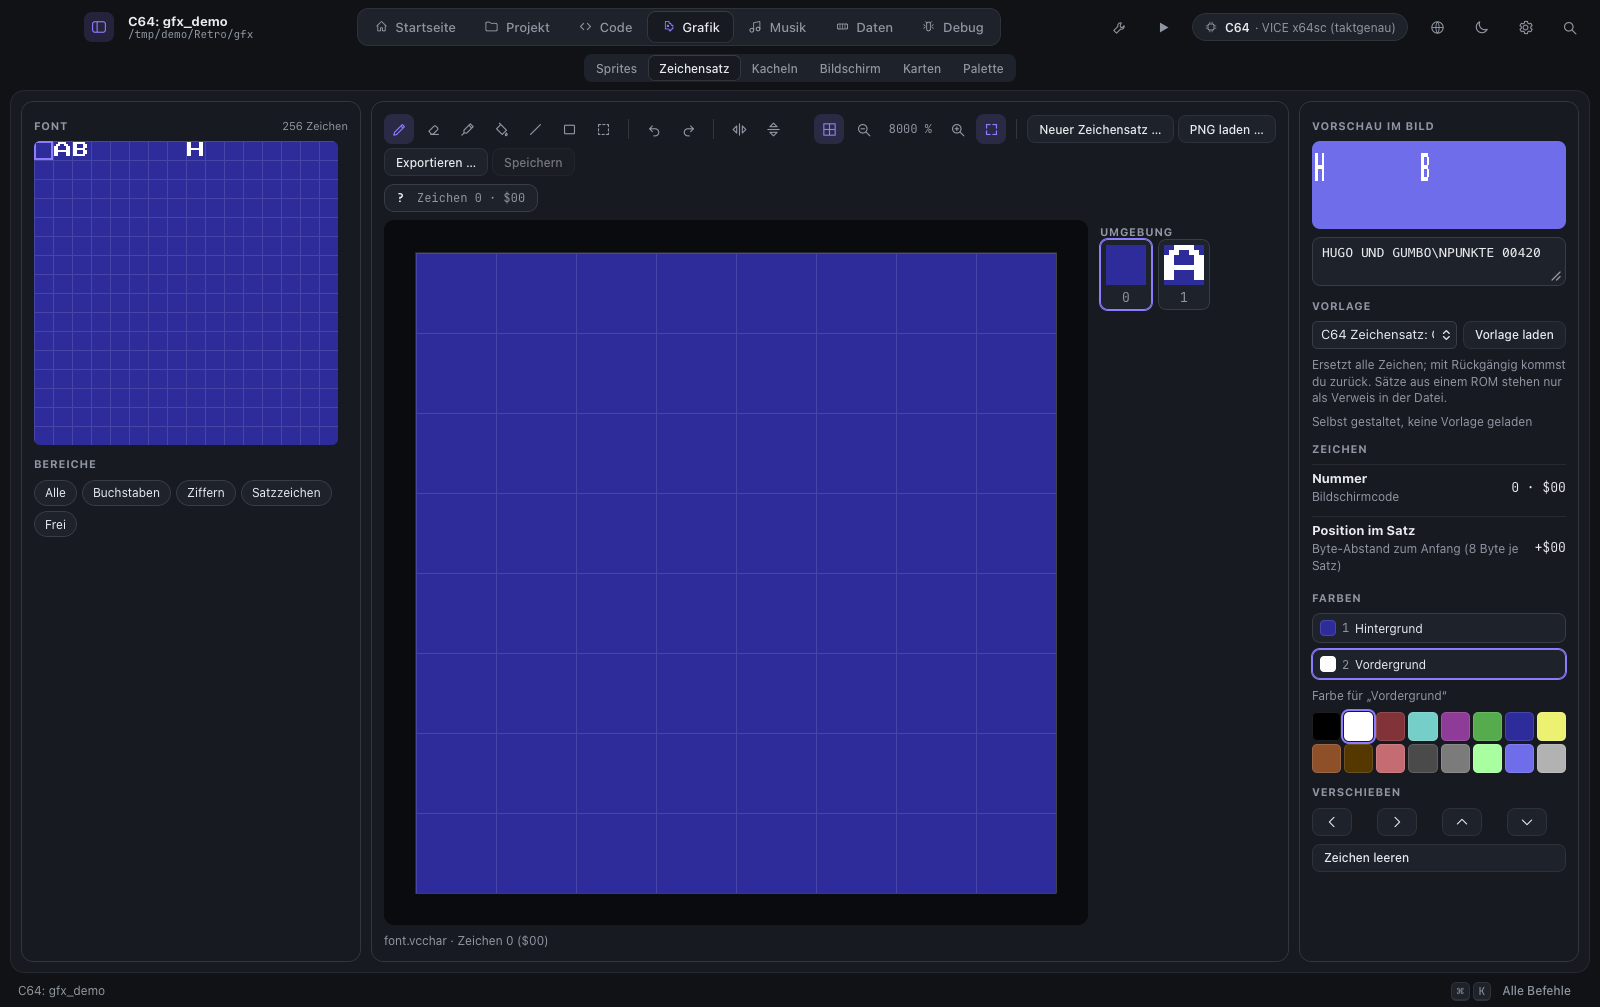 C64: gfx_demo
/tmp/demo/Retro/gfx
Startseite
Projekt
Code
Grafik
Musik
Daten
Debug
C64 · VICE x64sc (taktgenau)
Sprites
Zeichensatz
Kacheln
Bildschirm
Karten
Palette
FONT
256 Zeichen
AB H
BEREICHE
Alle
Buchstaben
Ziffern
Satzzeichen
Frei
8000 %
Neuer Zeichensatz ...
PNG laden ...
Exportieren ...
Speichern
? Zeichen 0 · $00
UMGEBUNG
A
0
1
font.vcchar · Zeichen 0 ($00)
VORSCHAU IM BILD
H B
HUGO UND GUMBO\NPUNKTE 00420
VORLAGE
C64 Zeichensatz:
Vorlage laden
Ersetzt alle Zeichen; mit Rückgängig kommst
du zurück. Sätze aus einem ROM stehen nur
als Verweis in der Datei.
Selbst gestaltet, keine Vorlage geladen
ZEICHEN
Nummer
Bildschirmcode
0 · $00
Position im Satz
Byte-Abstand zum Anfang (8 Byte je
Satz)
+$00
FARBEN
1 Hintergrund
2 Vordergrund
Farbe für „Vordergrund“
VERSCHIEBEN
Zeichen leeren
C64: gfx_demo
⌘ K Alle Befehle